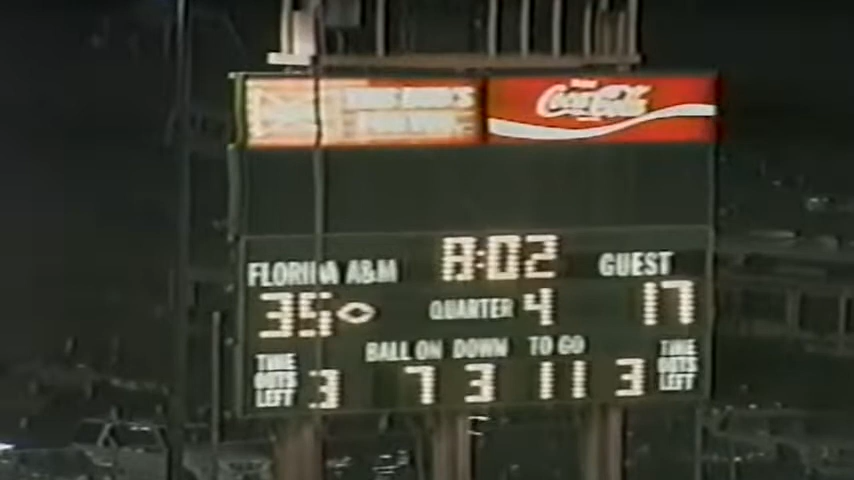 Coca-Cola
8:02
FLORIDA A&M GUEST
35 QUARTER 4 17
BALL ON DOWN TO GO
TIME OUTS LEFT 3 7 3 11 3 TIME OUTS LEFT